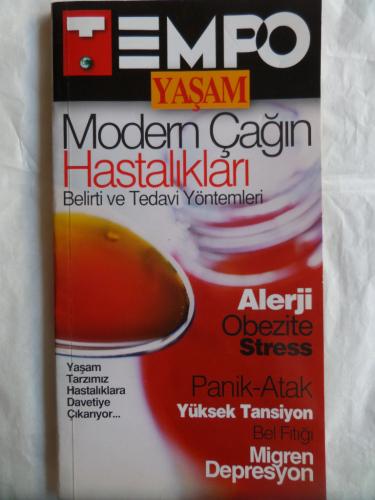 TEMPO
YAŞAM
Modern Çağın
Hastalıkları
Belirti ve Tedavi Yöntemleri
Alerji
Obezite
Stress
Yaşam
Tarzımız
Hastalıklara
Davetiye
Çıkarıyor...
Panik-Atak
Yüksek Tansiyon
Bel Fıtığı
Migren
Depresyon